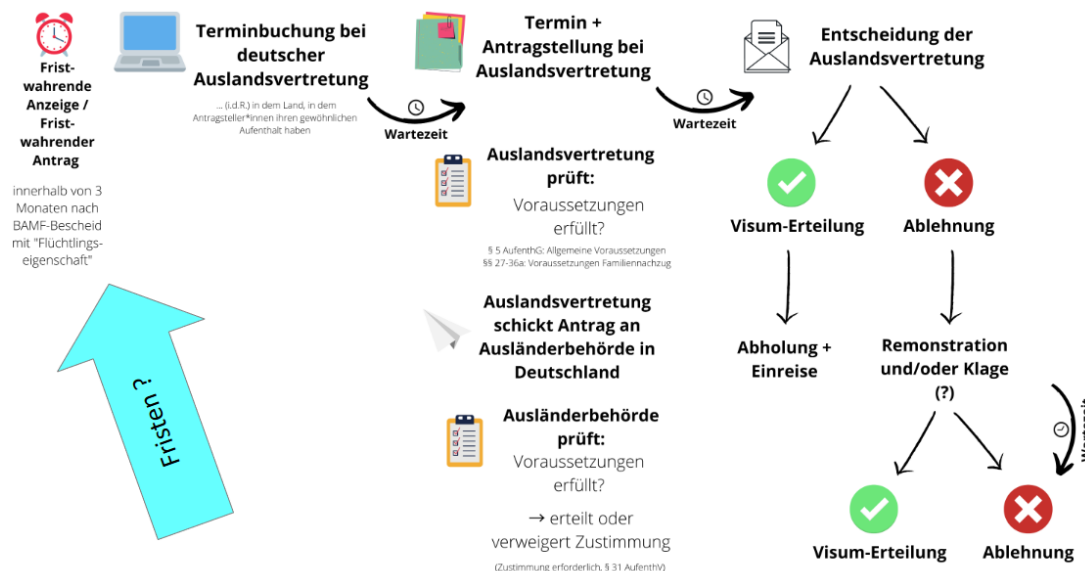 Frist-
wahrende
Anzeige /
Frist-
wahrender
Antrag
innerhalb von 3
Monaten nach
BAMF-Bescheid
mit "Flüchtlings-
eigenschaft"
Fristen ?
Terminbuchung bei
deutscher
Auslandsvertretung
... (i.d.R.) in dem Land, in dem
Antragsteller*innen ihren gewöhnlichen
Aufenthalt haben
Wartezeit
Termin +
Antragstellung bei
Auslandsvertretung
Wartezeit
Auslandsvertretung
prüft:
Voraussetzungen
erfüllt?
§ 5 AufenthG: Allgemeine Voraussetzungen
§§ 27-36a: Voraussetzungen Familiennachzug
Auslandsvertretung
schickt Antrag an
Ausländerbehörde in
Deutschland
Ausländerbehörde
prüft:
Voraussetzungen
erfüllt?
→ erteilt oder
verweigert Zustimmung
(Zustimmung erforderlich, § 31 AufenthV)
Entscheidung der
Auslandsvertretung
Visum-Erteilung
Ablehnung
Abholung +
Einreise
Remonstration
und/oder Klage
(?)
Wartezeit
Visum-Erteilung
Ablehnung